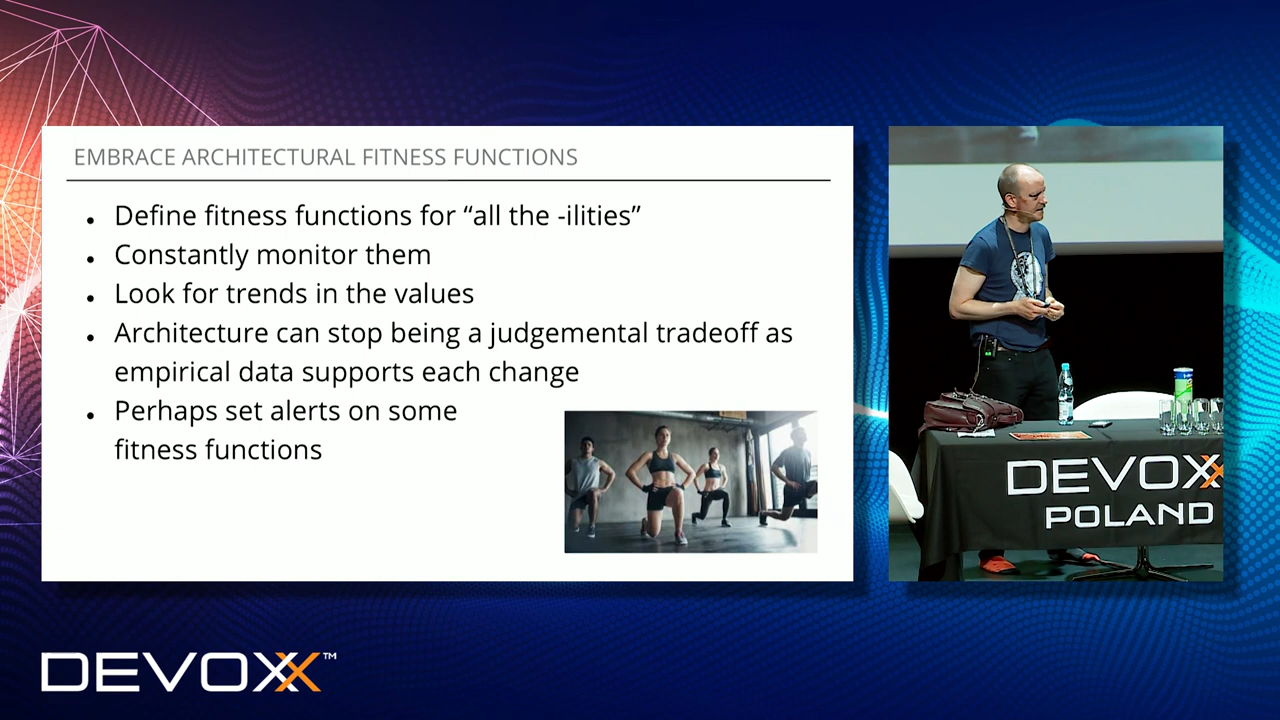 EMBRACE ARCHITECTURAL FITNESS FUNCTIONS
• Define fitness functions for “all the -ilities”
• Constantly monitor them
• Look for trends in the values
• Architecture can stop being a judgemental tradeoff as
empirical data supports each change
• Perhaps set alerts on some
fitness functions
DEVOXX
POLAND
DEVOXX™